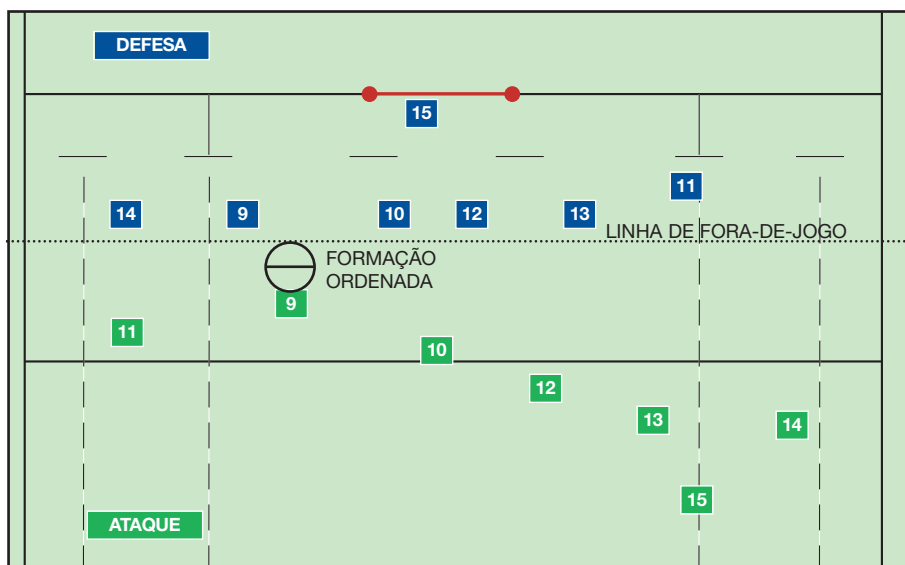 DEFESA
15
11
14
9
10
12
13
LINHA DE FORA-DE-JOGO
FORMAÇÃO
ORDENADA
9
11
10
12
13
14
15
ATAQUE